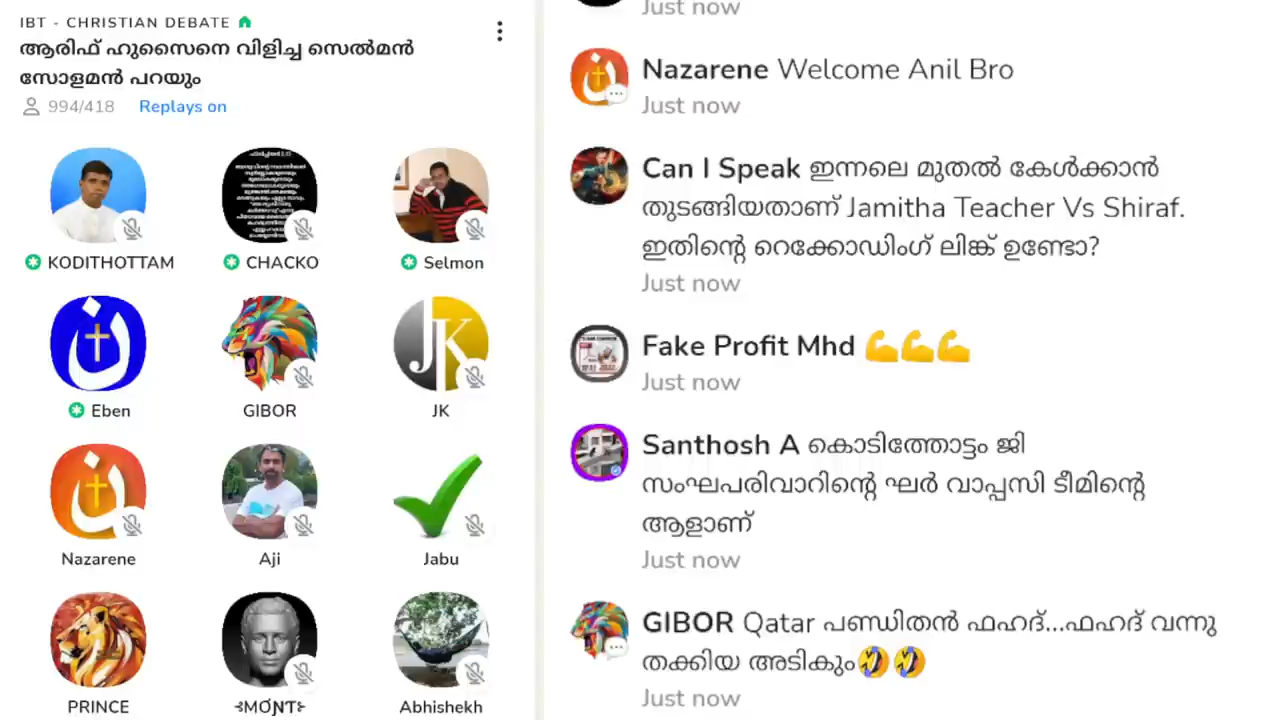 IBT - CHRISTIAN DEBATE
ആരിഫ് ഹുസൈനെ വിളിച്ച സെൽമൻ
സോളമൻ പറയും
994/418 Replays on
KODITHOTTAM
CHACKO
Selmon
Eben
GIBOR
JK
JK
Nazarene
Aji
Jabu
PRINCE
Abhishekh
Just now
Nazarene Welcome Anil Bro
Just now
Can I Speak ഇന്നലെ മുതൽ കേൾക്കാൻ
തുടങ്ങിയതാണ് Jamitha Teacher Vs Shiraf.
ഇതിന്റെ റെക്കോഡിംഗ് ലിങ്ക് ഉണ്ടോ?
Just now
Fake Profit Mhd 💪💪💪
Just now
Santhosh A കൊടിത്തോട്ടം ജി
സംഘപരിവാറിന്റെ ഘർ വാപ്പസി ടീമിന്റെ
ആളാണ്
Just now
GIBOR Qatar പണ്ഡിതൻ ഫഹദ്...ഫഹദ് വന്നു
തക്കിയ അടികും🤣🤣
Just now